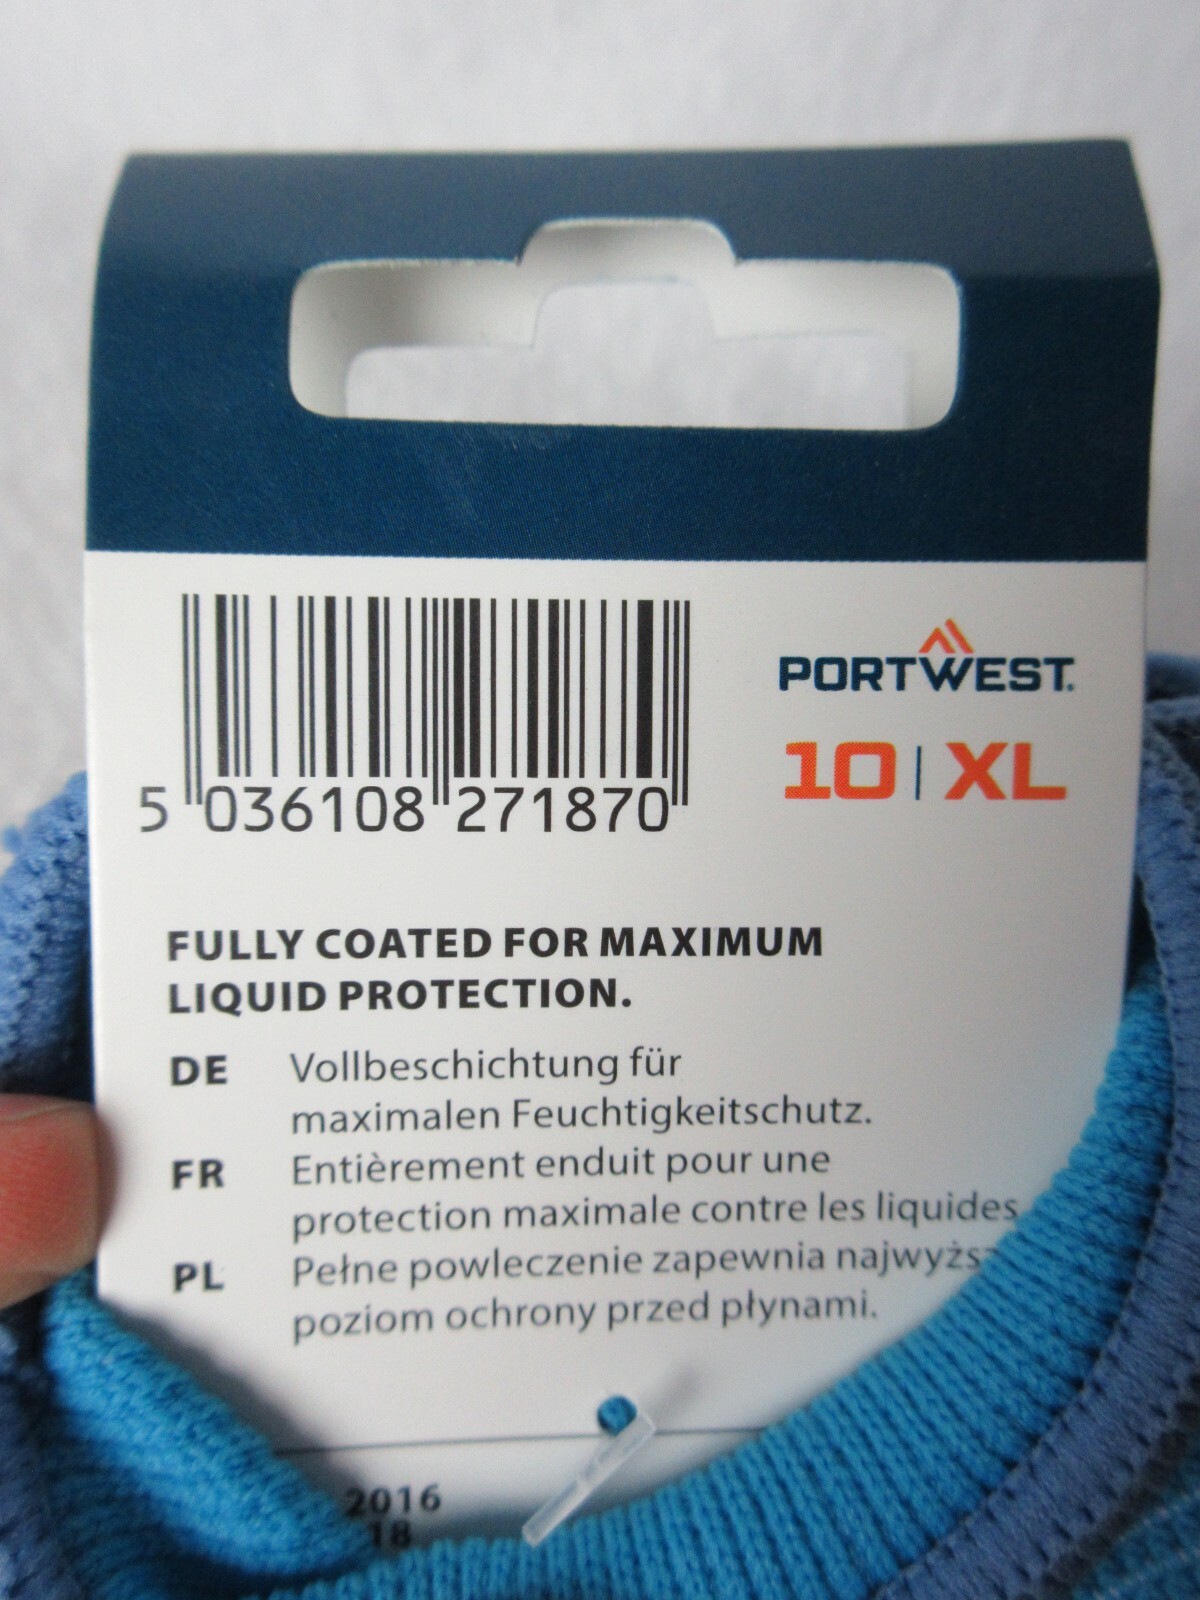 5 036108 271870
PORTWEST.
10 | XL
FULLY COATED FOR MAXIMUM
LIQUID PROTECTION.
DE Vollbeschichtung für
maximalen Feuchtigkeitschutz.
FR Entièrement enduit pour une
protection maximale contre les liquides
PL Pełne powleczenie zapewnia
poziom ochrony przed płynami.
2016
18